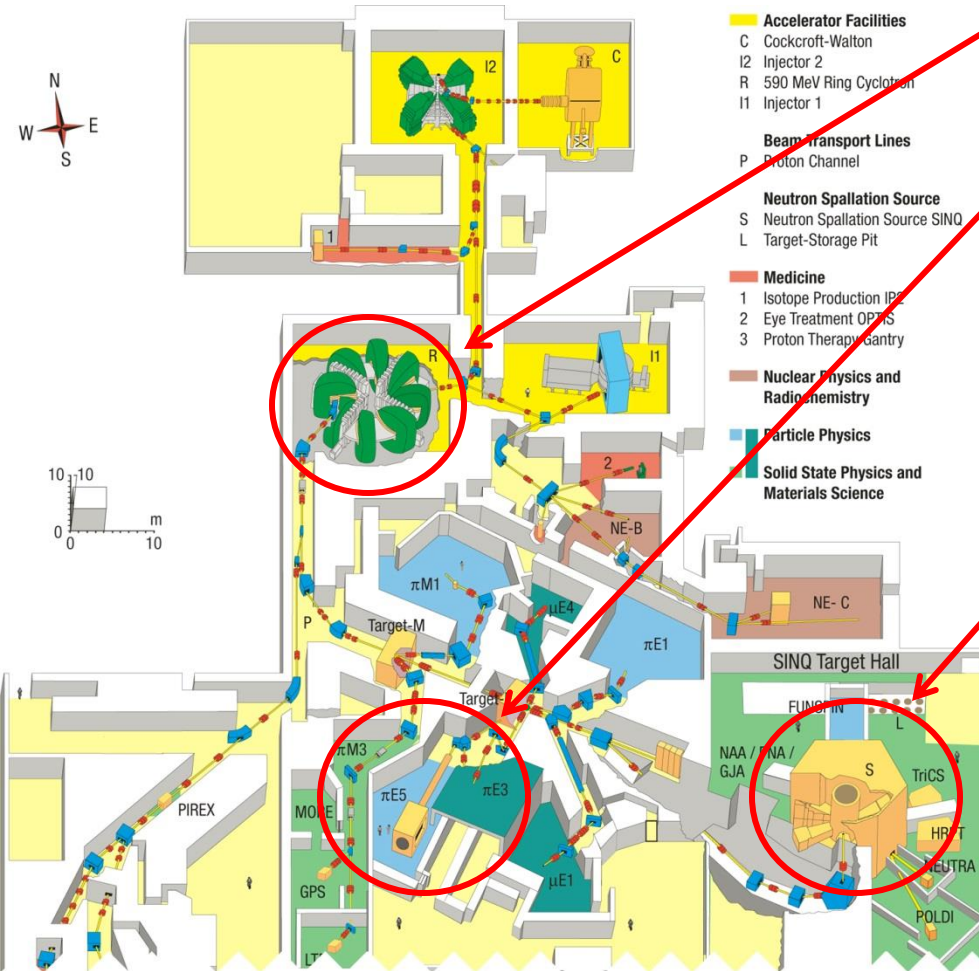 N
W E
S
I2
C
1
R
I1
10 10
0
0 10
m
2
NE-B
NE- C
πM1
μE4
πE1
P
Target-M
Target-
SINQ Target Hall
FUNSPIN
L
NAA / PNA /
GJA
S
TriCS
HRPT
NEUTRA
POLDI
πM3
πE5
πE3
μE1
PIREX
MORE
GPS
Accelerator Facilities
C Cockcroft-Walton
I2 Injector 2
R 590 MeV Ring Cyclotron
I1 Injector 1
Beam Transport Lines
P Proton Channel
Neutron Spallation Source
S Neutron Spallation Source SINQ
L Target-Storage Pit
Medicine
1 Isotope Production IP2
2 Eye Treatment OPTIS
3 Proton Therapy Gantry
Nuclear Physics and
Radiochemistry
Particle Physics
Solid State Physics and
Materials Science